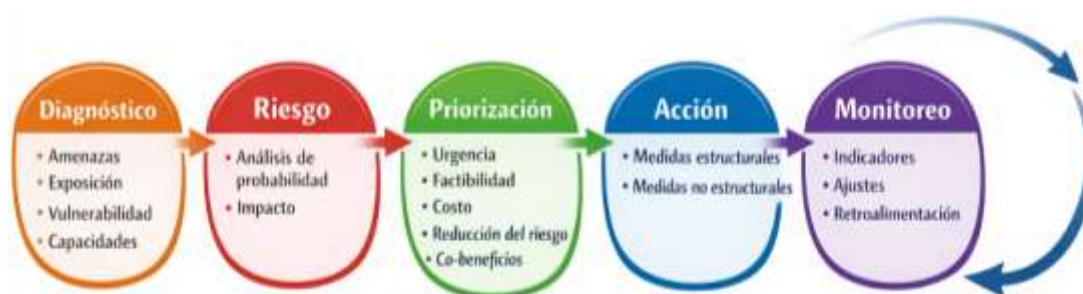 Diagnóstico
• Amenazas
• Exposición
• Vulnerabilidad
• Capacidades
Riesgo
• Análisis de
probabilidad
• Impacto
Priorización
• Urgencia
• Factibilidad
• Costo
• Reducción del riesgo
• Co-beneficios
Acción
• Medidas estructurales
• Medidas no estructurales
Monitoreo
• Indicadores
• Ajustes
• Retroalimentación